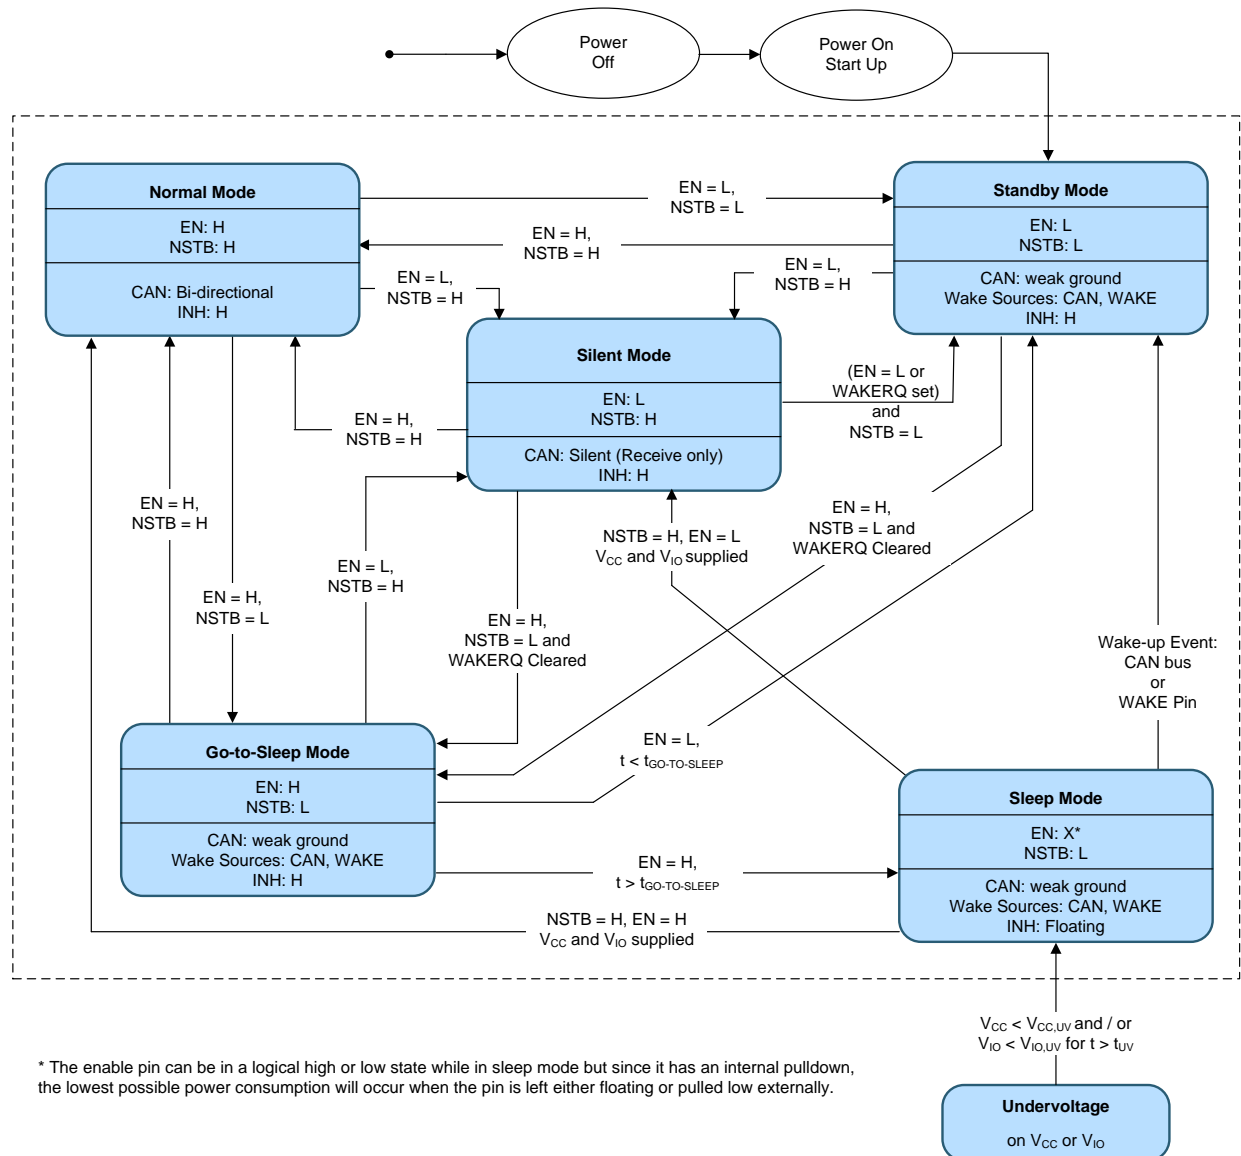 Power
Off
Power On
Start Up
Normal Mode
EN: H
NSTB: H
CAN: Bi-directional
INH: H
EN = L,
NSTB = L
EN = H,
NSTB = H
EN = L,
NSTB = H
EN = L,
NSTB = H
Standby Mode
EN: L
NSTB: L
CAN: weak ground
Wake Sources: CAN, WAKE
INH: H
Silent Mode
EN: L
NSTB: H
CAN: Silent (Receive only)
INH: H
(EN = L or
WAKERQ set)
and
NSTB = L
EN = H,
NSTB = H
EN = H,
NSTB = H
EN = H,
NSTB = L
EN = L,
NSTB = H
EN = H,
NSTB = L and
WAKERQ Cleared
NSTB = H, EN = L
VCC and VIO supplied
EN = H,
NSTB = L and
WAKERQ Cleared
Wake-up Event:
CAN bus
or
WAKE Pin
Go-to-Sleep Mode
EN: H
NSTB: L
CAN: weak ground
Wake Sources: CAN, WAKE
INH: H
EN = L,
t < tGO-TO-SLEEP
EN = H,
t > tGO-TO-SLEEP
NSTB = H, EN = H
VCC and VIO supplied
Sleep Mode
EN: X*
NSTB: L
CAN: weak ground
Wake Sources: CAN, WAKE
INH: Floating
VCC < VCC,UV and / or
VIO < VIO,UV for t > tUV
* The enable pin can be in a logical high or low state while in sleep mode but since it has an internal pulldown,
the lowest possible power consumption will occur when the pin is left either floating or pulled low externally.
Undervoltage
on VCC or VIO